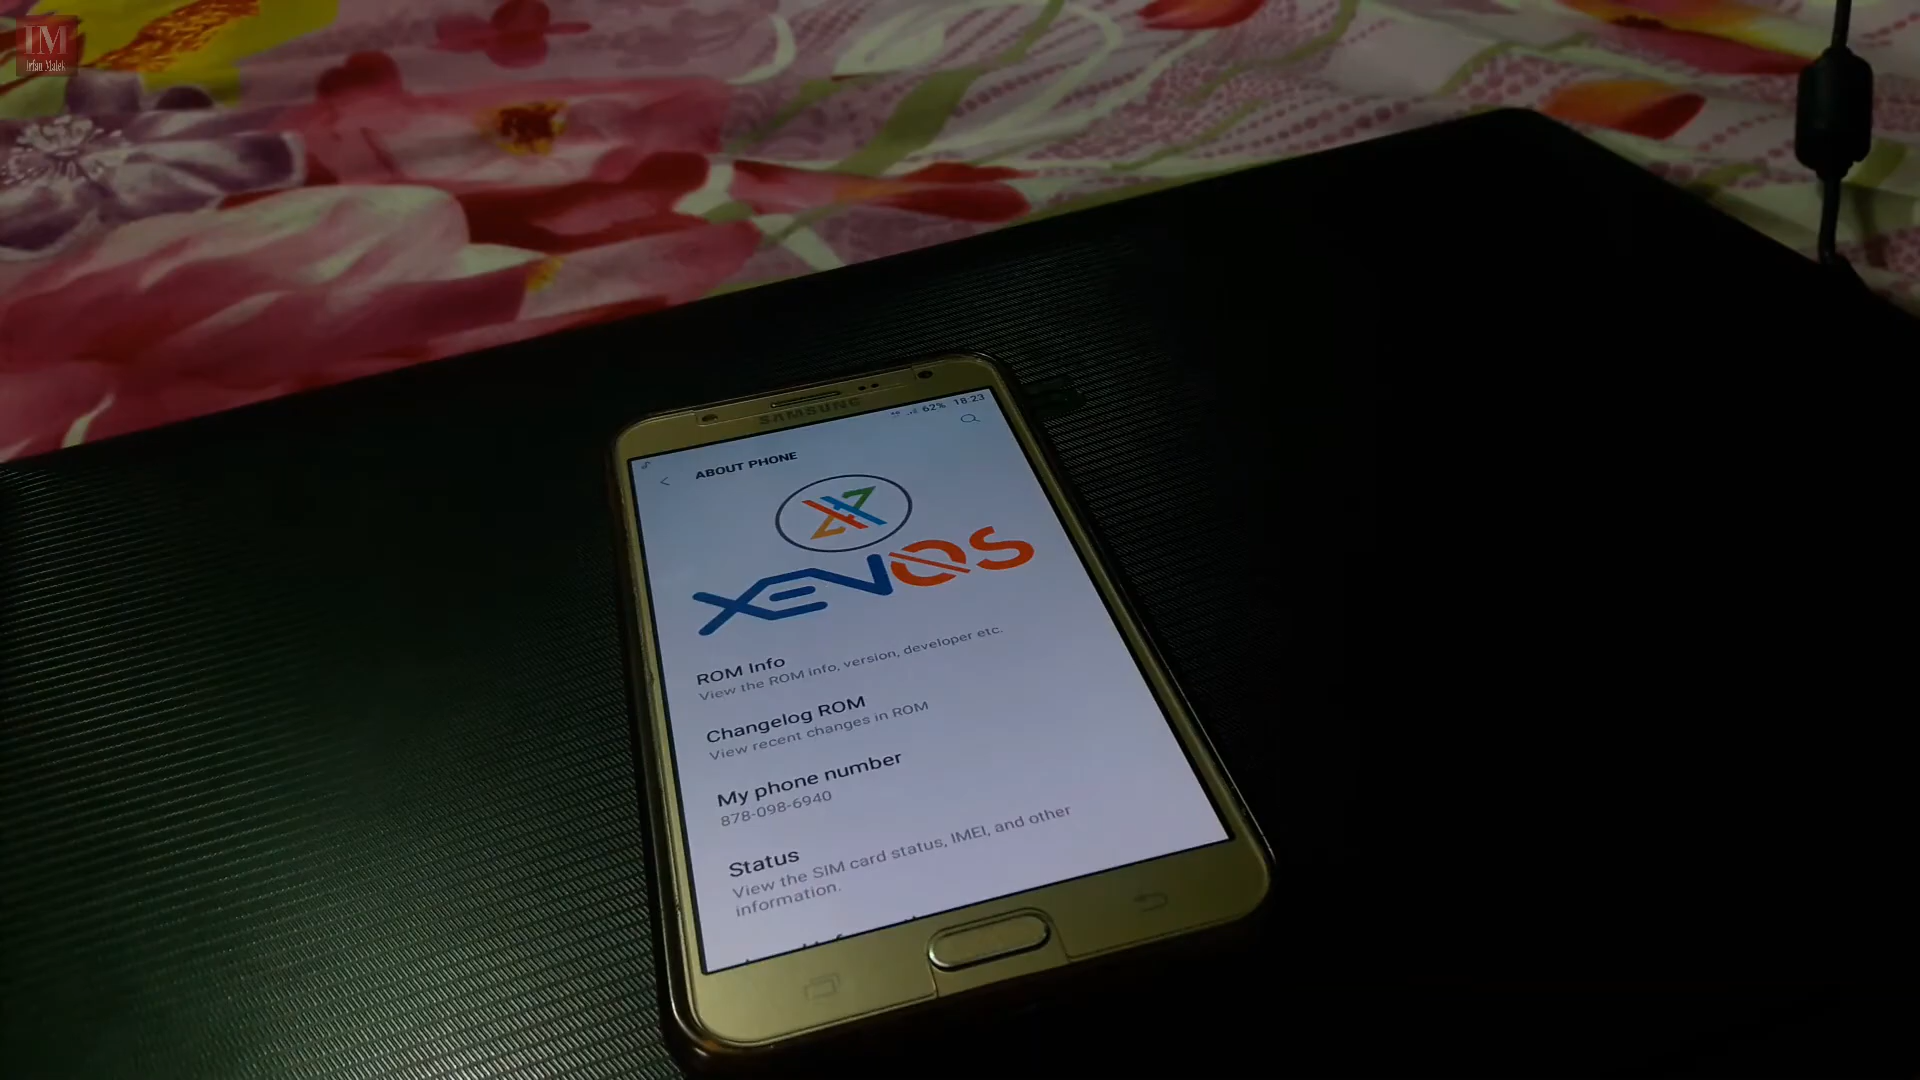 IM
Irfan Malek
SAMSUNG
62% 18:23
ABOUT PHONE
XEVOS
ROM Info
View the ROM info, version, developer etc.
Changelog ROM
View recent changes in ROM
My phone number
878-098-6940
Status
View the SIM card status, IMEI, and other
information.